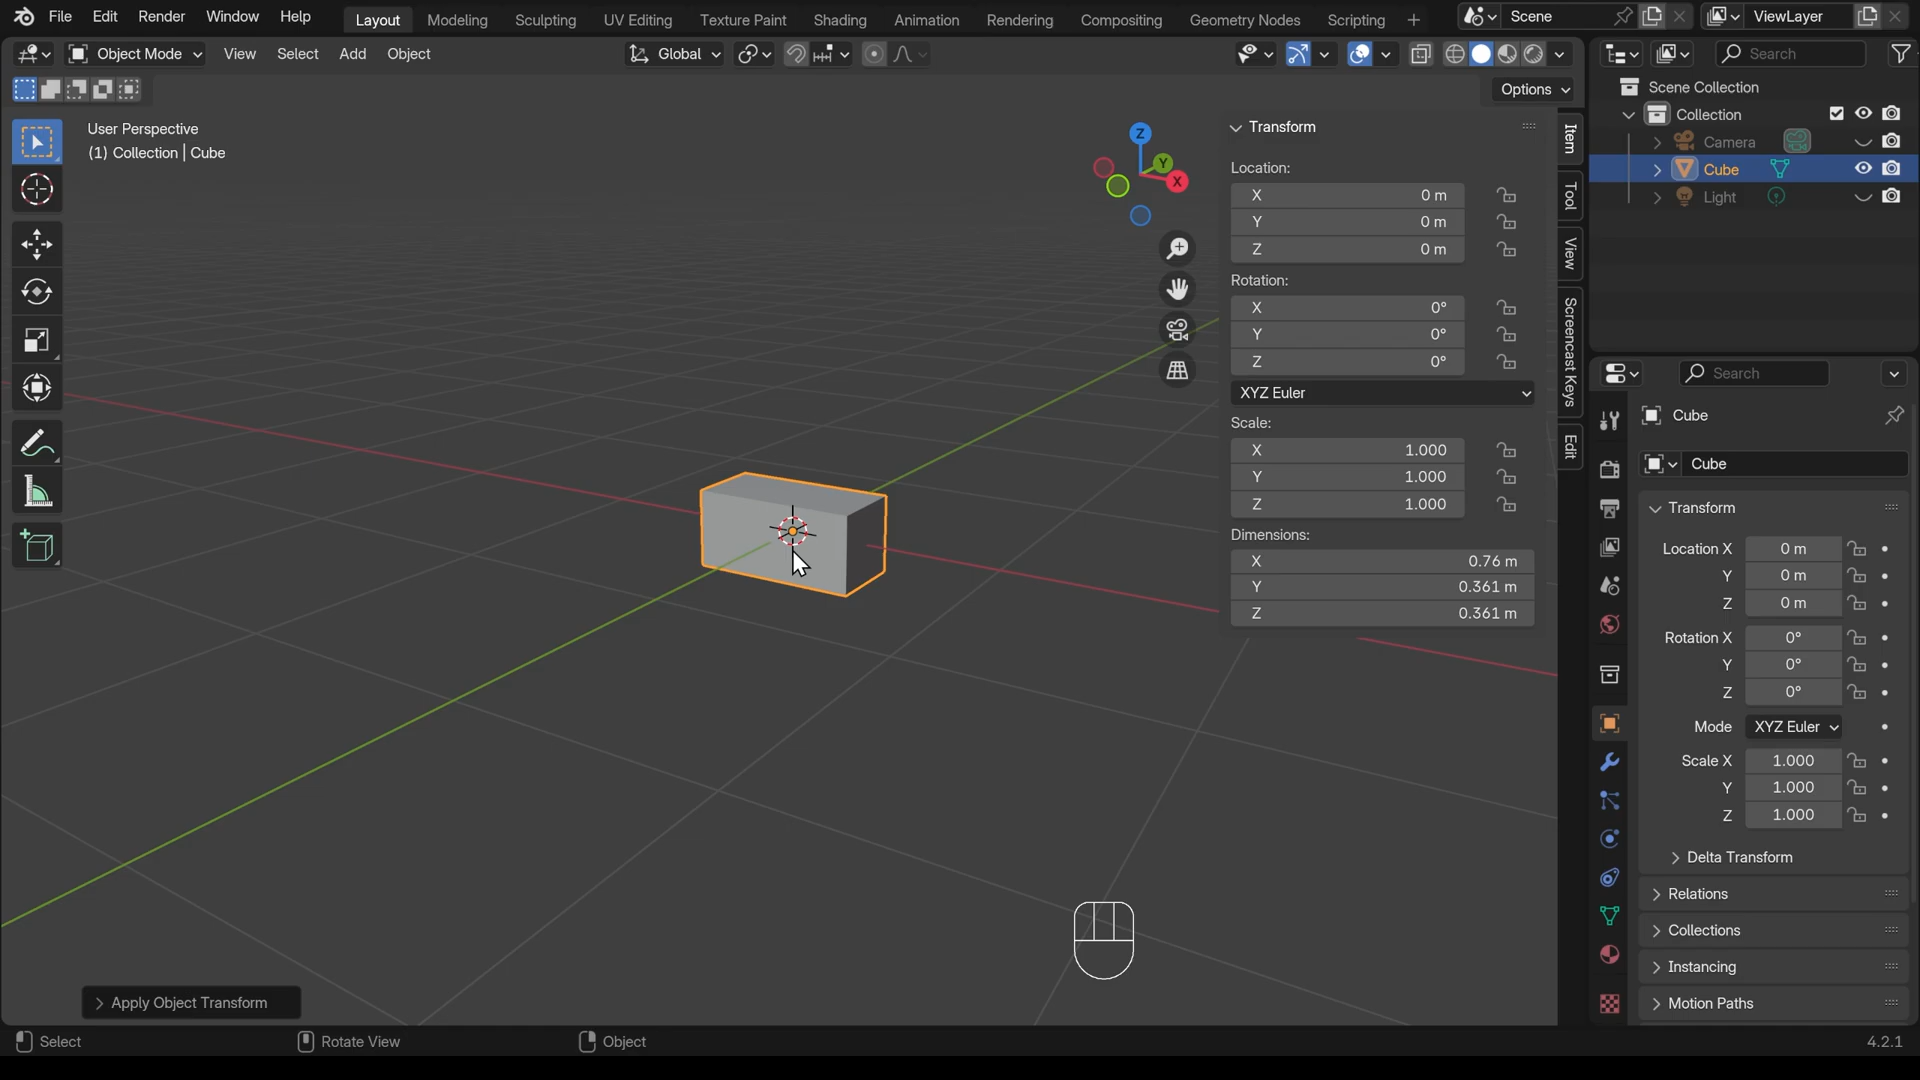 File Edit Render Window Help Layout Modeling Sculpting UV Editing Texture Paint Shading Animation Rendering Compositing Geometry Nodes Scripting + Scene ViewLayer
Object Mode View Select Add Object Global Search
Options
User Perspective
(1) Collection | Cube
Z
Y
X
Transform
Location:
X 0 m
Y 0 m
Z 0 m
Rotation:
X 0°
Y 0°
Z 0°
XYZ Euler
Scale:
X 1.000
Y 1.000
Z 1.000
Dimensions:
X 0.76 m
Y 0.361 m
Z 0.361 m
Item
Tool
View
Screencast Keys
Edit
Scene Collection
Collection
Camera
Cube
Light
Search
Cube
Cube
Transform
Location X 0 m
Y 0 m
Z 0 m
Rotation X 0°
Y 0°
Z 0°
Mode XYZ Euler
Scale X 1.000
Y 1.000
Z 1.000
Delta Transform
Relations
Collections
Instancing
Motion Paths
Apply Object Transform
Select Rotate View Object 4.2.1